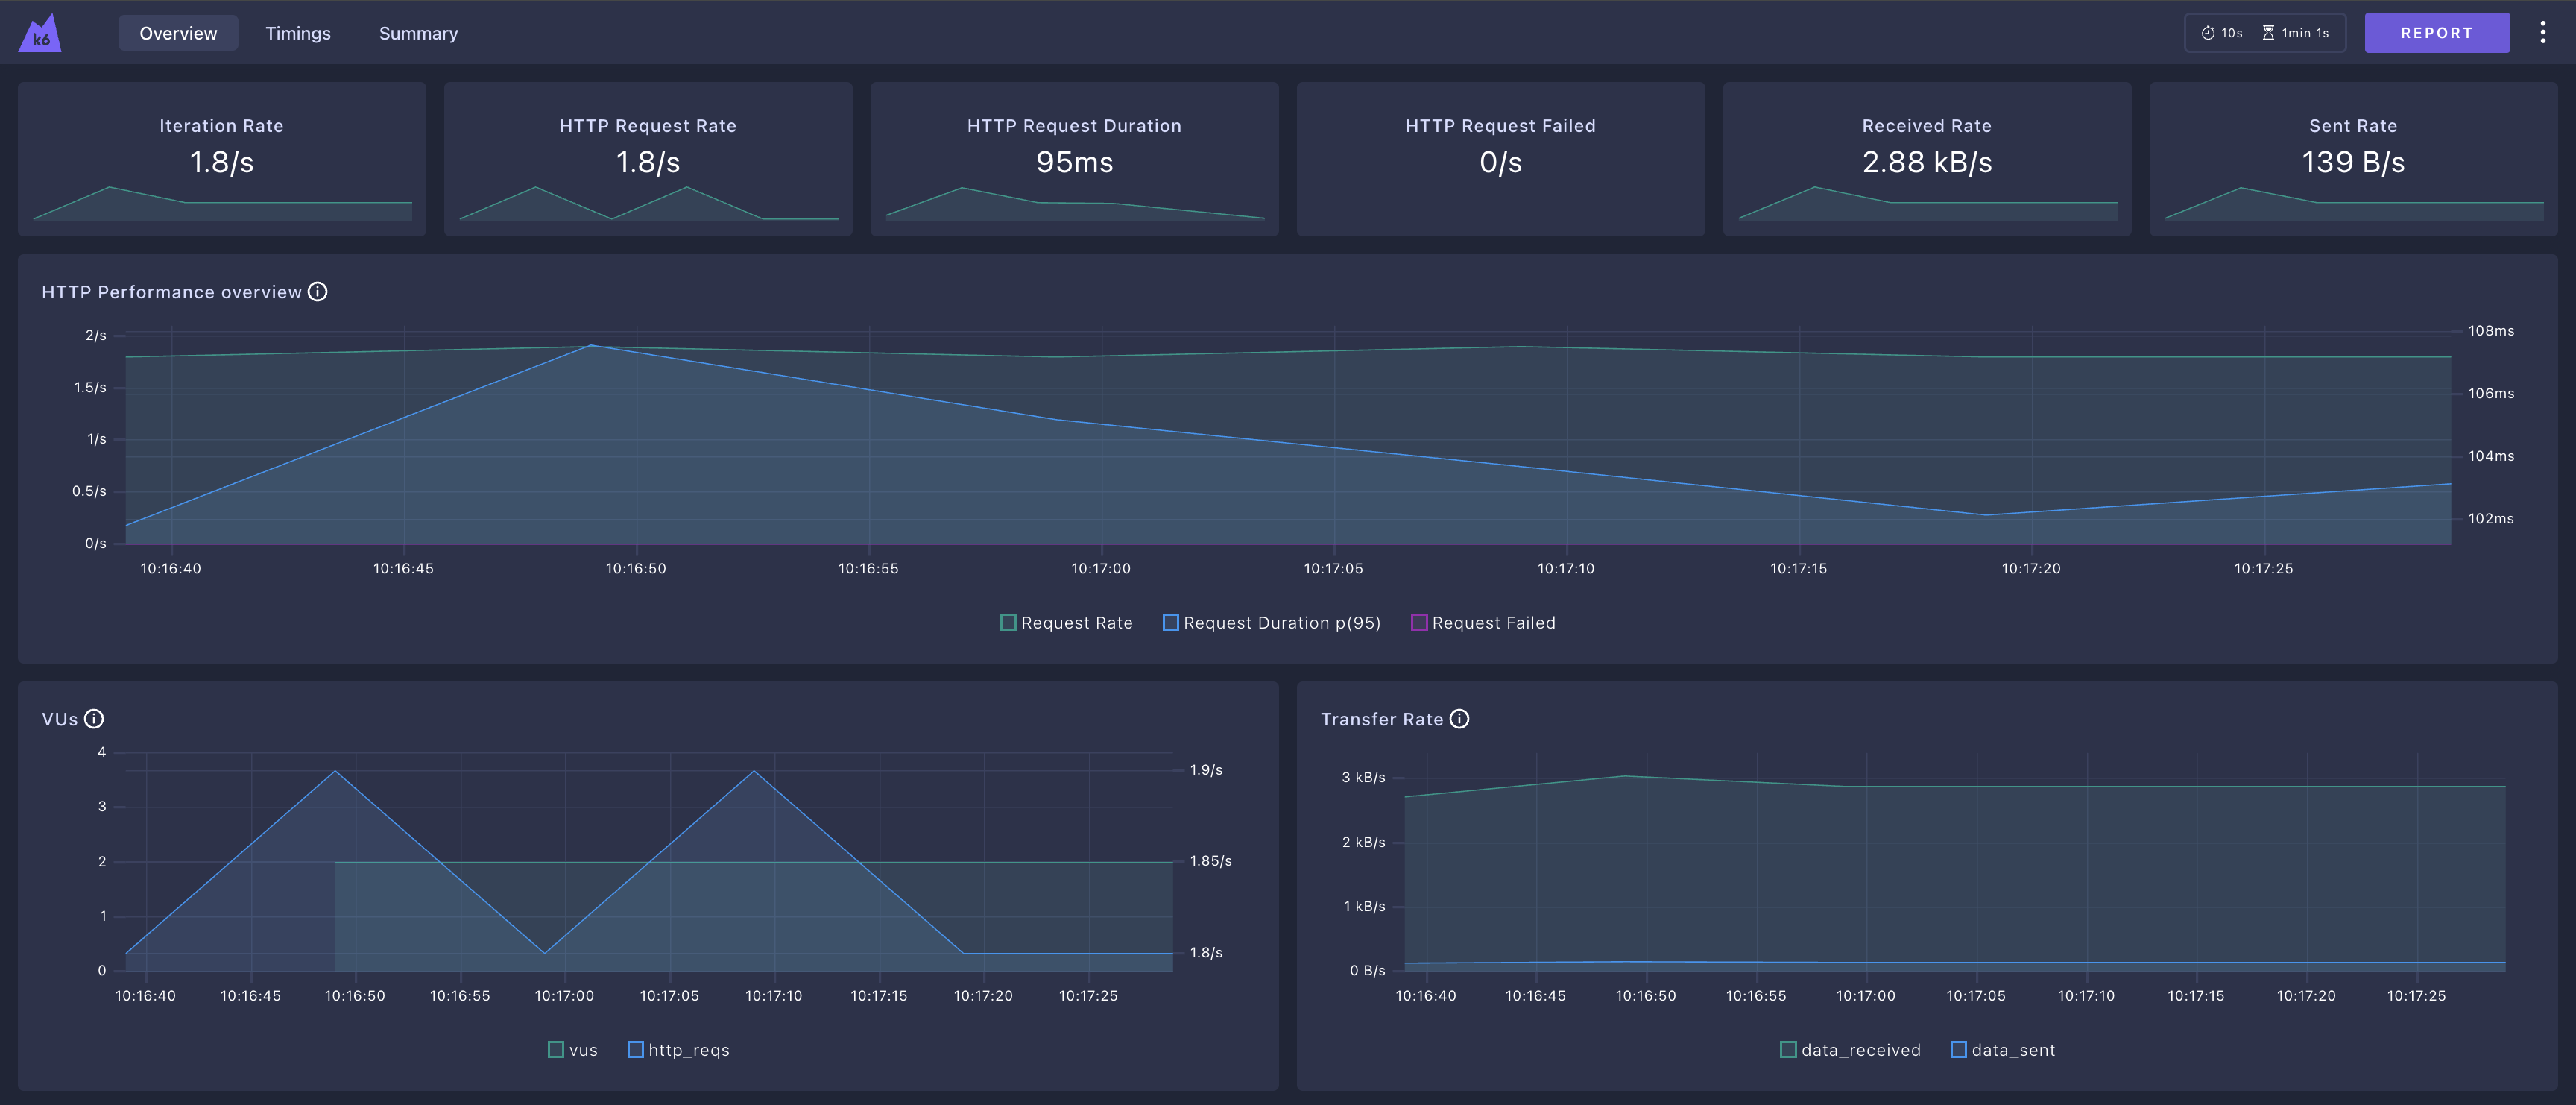 k6
Overview
Timings
Summary
10s
1min 1s
REPORT
Iteration Rate
1.8/s
HTTP Request Rate
1.8/s
HTTP Request Duration
95ms
HTTP Request Failed
0/s
Received Rate
2.88 kB/s
Sent Rate
139 B/s
HTTP Performance overview
2/s
1.5/s
1/s
0.5/s
0/s
108ms
106ms
104ms
102ms
10:16:40 10:16:45 10:16:50 10:16:55 10:17:00 10:17:05 10:17:10 10:17:15 10:17:20 10:17:25
Request Rate Request Duration p(95) Request Failed
VUs
4
3
2
1
0
1.9/s
1.85/s
1.8/s
10:16:40 10:16:45 10:16:50 10:16:55 10:17:00 10:17:05 10:17:10 10:17:15 10:17:20 10:17:25
vus http_reqs
Transfer Rate
3 kB/s
2 kB/s
1 kB/s
0 B/s
10:16:40 10:16:45 10:16:50 10:16:55 10:17:00 10:17:05 10:17:10 10:17:15 10:17:20 10:17:25
data_received data_sent